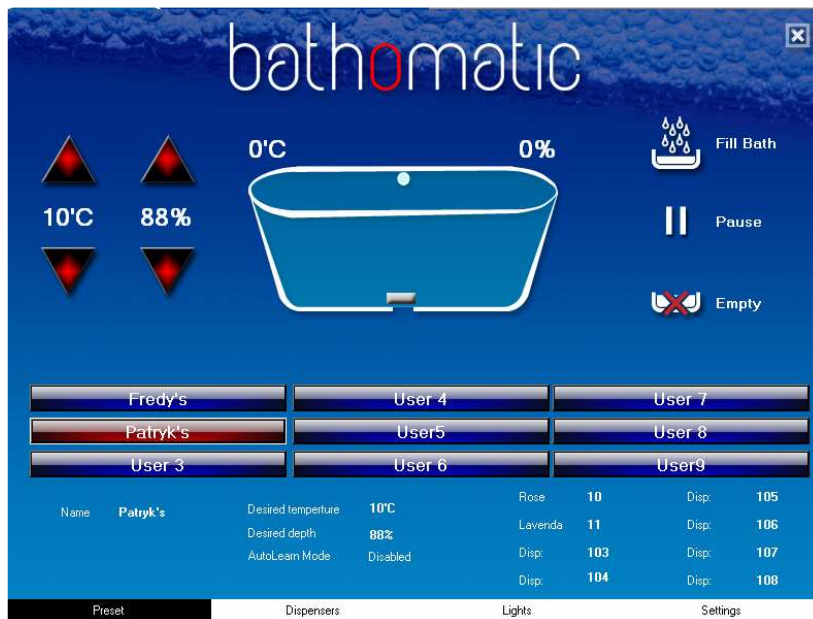 bathomatic
0'C 0% Fill Bath
10'C 88% Pause
Empty
Fredy's User 4 User 7
Patryk's User5 User 8
User 3 User 6 User9
Name Patryk's
Desired temperture 10'C
Desired depth 88%
AutoLearn Mode Disabled
Rose 10 Disp: 105
Lavenda 11 Disp: 106
Disp: 103 Disp: 107
Disp: 104 Disp: 108
Preset Dispensers Lights Settings